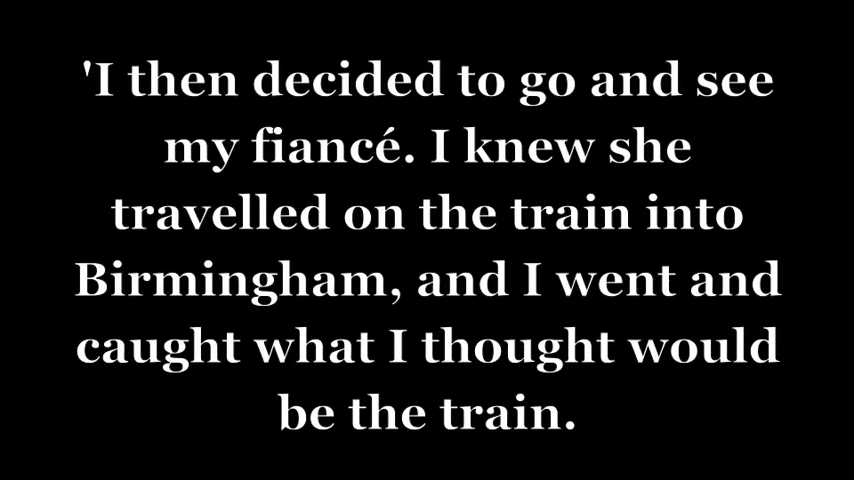 'I then decided to go and see
my fiancé. I knew she
travelled on the train into
Birmingham, and I went and
caught what I thought would
be the train.